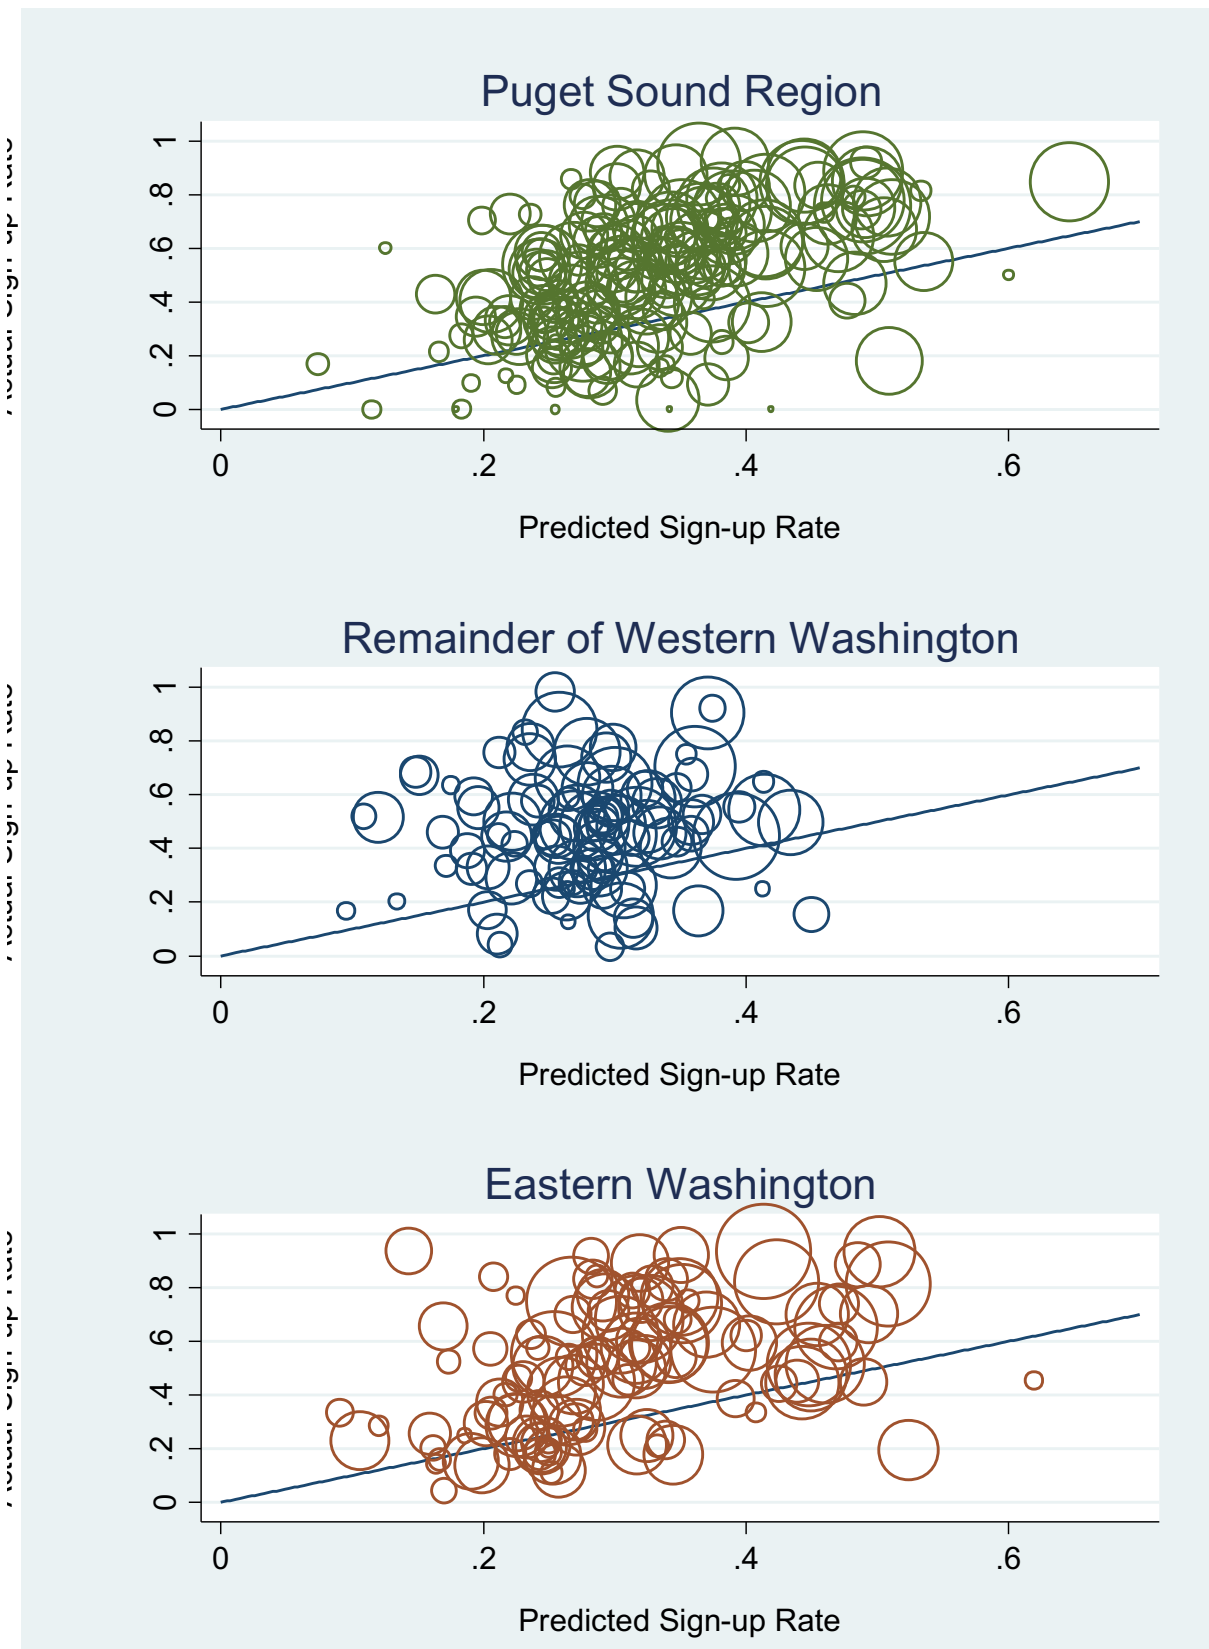 Puget Sound Region
1
.8
.6
.4
.2
0
0 .2 .4 .6
Predicted Sign-up Rate
Remainder of Western Washington
1
.8
.6
.4
.2
0
0 .2 .4 .6
Predicted Sign-up Rate
Eastern Washington
1
.8
.6
.4
.2
0
0 .2 .4 .6
Predicted Sign-up Rate